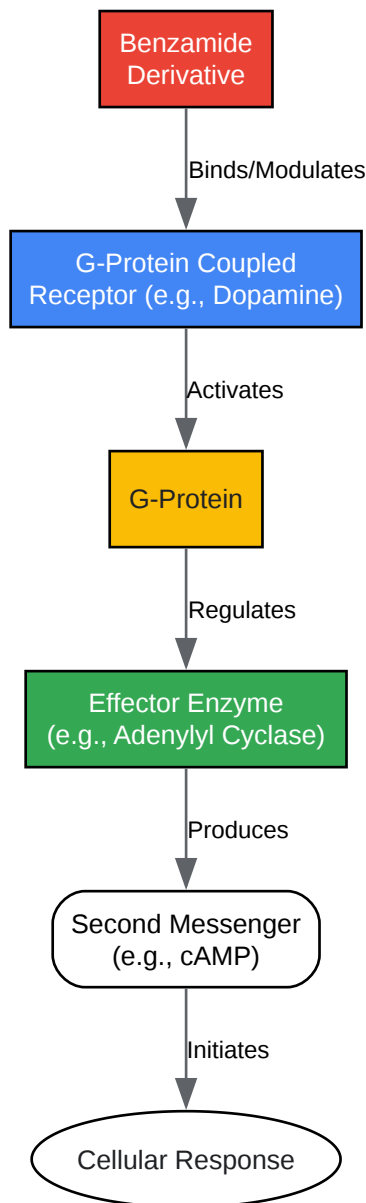 Benzamide
Derivative
Binds/Modulates
G-Protein Coupled
Receptor (e.g., Dopamine)
Activates
G-Protein
Regulates
Effector Enzyme
(e.g., Adenylyl Cyclase)
Produces
Second Messenger
(e.g., cAMP)
Initiates
Cellular Response